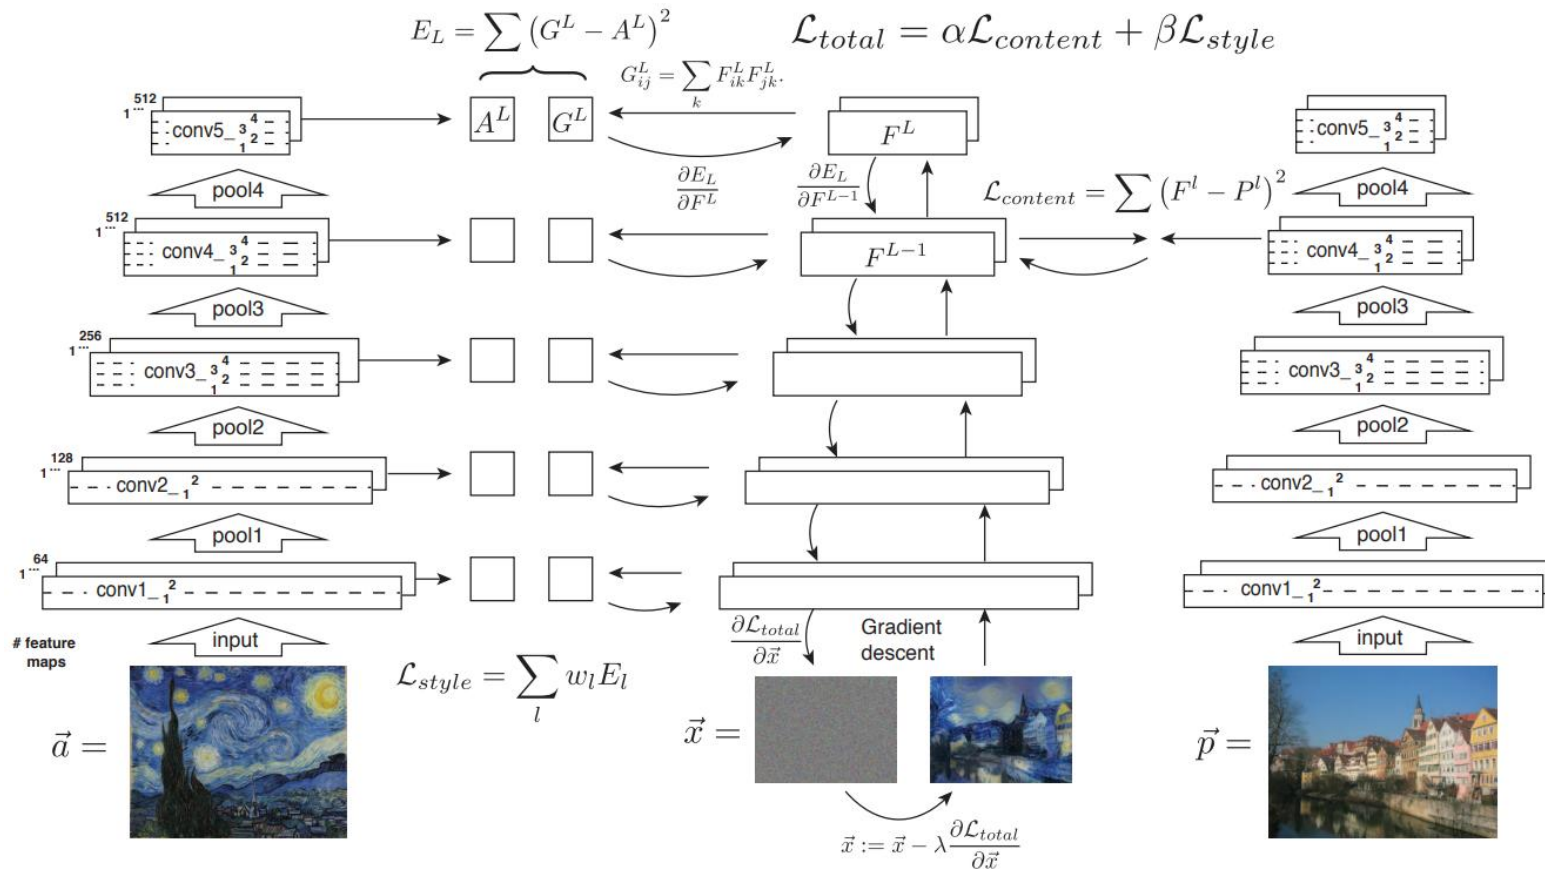 E_L = ∑ (G^L − A^L)^2
ℒ_total = αℒ_content + βℒ_style
G^L_ij = ∑_k F^L_ik F^L_jk.
1 ... 512
conv5_ 1 2 3 4
A^L
G^L
F^L
conv5_ 1 2 3 4
pool4
∂E_L/∂F^L
∂E_L/∂F^{L−1}
ℒ_content = ∑ (F^l − P^l)^2
pool4
1 ... 512
conv4_ 1 2 3 4
F^{L−1}
conv4_ 1 2 3 4
pool3
pool3
1 ... 256
conv3_ 1 2 3 4
conv3_ 1 2 3 4
pool2
pool2
1 ... 128
conv2_ 1 2
conv2_ 1 2
pool1
pool1
1 ... 64
conv1_ 1 2
conv1_ 1 2
# feature
maps
input
ℒ_style = ∑_l w_l E_l
∂ℒ_total/∂x⃗
Gradient
descent
input
a⃗ =
x⃗ =
p⃗ =
x⃗ := x⃗ − λ ∂ℒ_total/∂x⃗